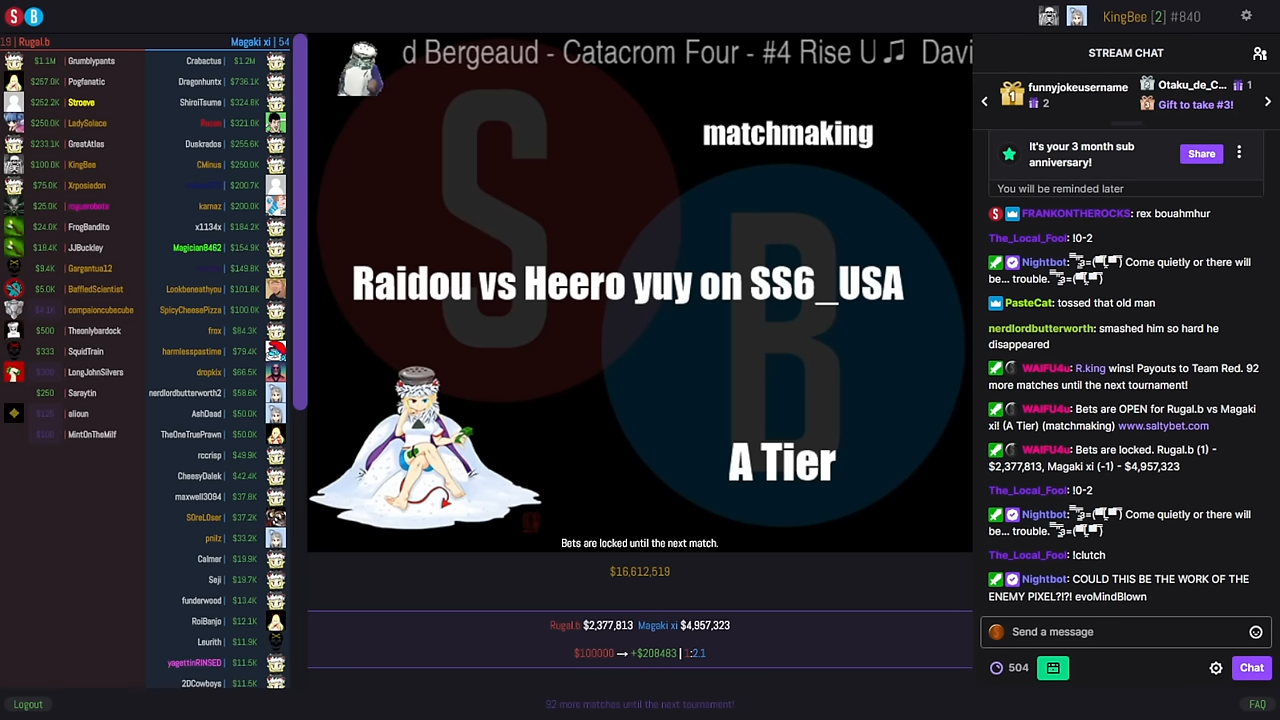 S B
KingBee [2] #840
19 | Rugal.b
Magaki xi | 54
$1.1M | Grumblypants
$257.0K | Pogfanatic
$252.2K | Stroeve
$250.0K | LadySolace
$233.1K | GreatAtlas
$100.0K | KingBee
$75.0K | Xrposiedon
$25.0K | roguerobots
$24.0K | FrogBandito
$18.4K | JJBuckley
$9.4K | Gargantua12
$5.0K | BaffledScientist
$4.1K | compaioncubecube
$500 | Theonlybardock
$333 | SquidTrain
$300 | LongJohnSilvers
$250 | Saraytin
| alioun
| MintOnTheMilf
Crabactus | $1.2M
Dragonhuntx | $736.1K
ShiroiTsume | $324.8K
$321.0K
Duskrados | $255.6K
CMinus | $250.0K
$200.7K
kamaz | $200.0K
x1134x | $184.2K
Magician8462 | $154.9K
$149.8K
Lookbeneathyou | $101.8K
SpicyCheesePizza | $100.0K
frox | $84.3K
harmlesspastime | $79.4K
dropkix | $66.5K
nerdlordbutterworth2 | $58.6K
AshDaad | $50.0K
TheOneTruePrawn | $50.0K
rccrisp | $49.9K
CheesyDalek | $42.4K
maxwell3094 | $37.8K
S0reL0ser | $37.2K
pnilz | $33.2K
Calmer | $19.9K
Seji | $19.7K
funderwood | $13.4K
RoiBanjo | $12.1K
Leurith | $11.9K
yagettinRINSED | $11.5K
2DCowboys | $11.5K
d Bergeaud - Catacrom Four - #4 Rise U♫ Davi
S
B
matchmaking
Raidou vs Heero yuy on SS6_USA
A Tier
Bets are locked until the next match.
$16,612,519
Rugal.b $2,377,813 Magaki xi $4,957,323
$100000 → +$208483 | 1:2.1
92 more matches until the next tournament!
Logout
FAQ
STREAM CHAT
1
funnyjokeusername
2
Otaku_de_C... 1
Gift to take #3!
It's your 3 month sub
anniversary!
Share
You will be reminded later
FRANKONTHEROCKS: rex bouahmhur
The_Local_Fool: !0-2
Nightbot: Come quietly or there will
be... trouble.
PasteCat: tossed that old man
nerdlordbutterworth: smashed him so hard he
disappeared
WAIFU4u: R.king wins! Payouts to Team Red. 92
more matches until the next tournament!
WAIFU4u: Bets are OPEN for Rugal.b vs Magaki
xi! (A Tier) (matchmaking) www.saltybet.com
WAIFU4u: Bets are locked. Rugal.b (1) -
$2,377,813, Magaki xi (-1) - $4,957,323
The_Local_Fool: !0-2
Nightbot: Come quietly or there will
be... trouble.
The_Local_Fool: !clutch
Nightbot: COULD THIS BE THE WORK OF THE
ENEMY PIXEL?!?! evoMindBlown
Send a message
504
Chat